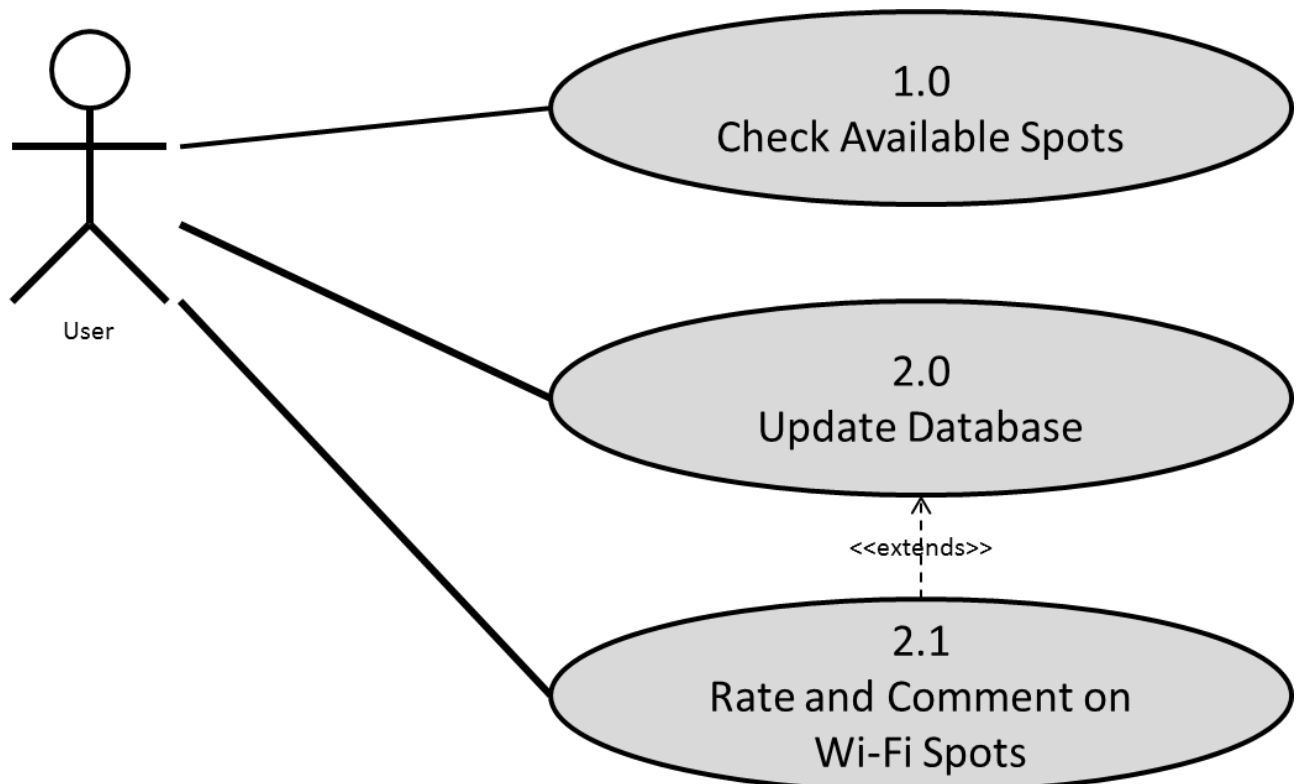 1.0
Check Available Spots
User
2.0
Update Database
<<extends>>
2.1
Rate and Comment on
Wi-Fi Spots